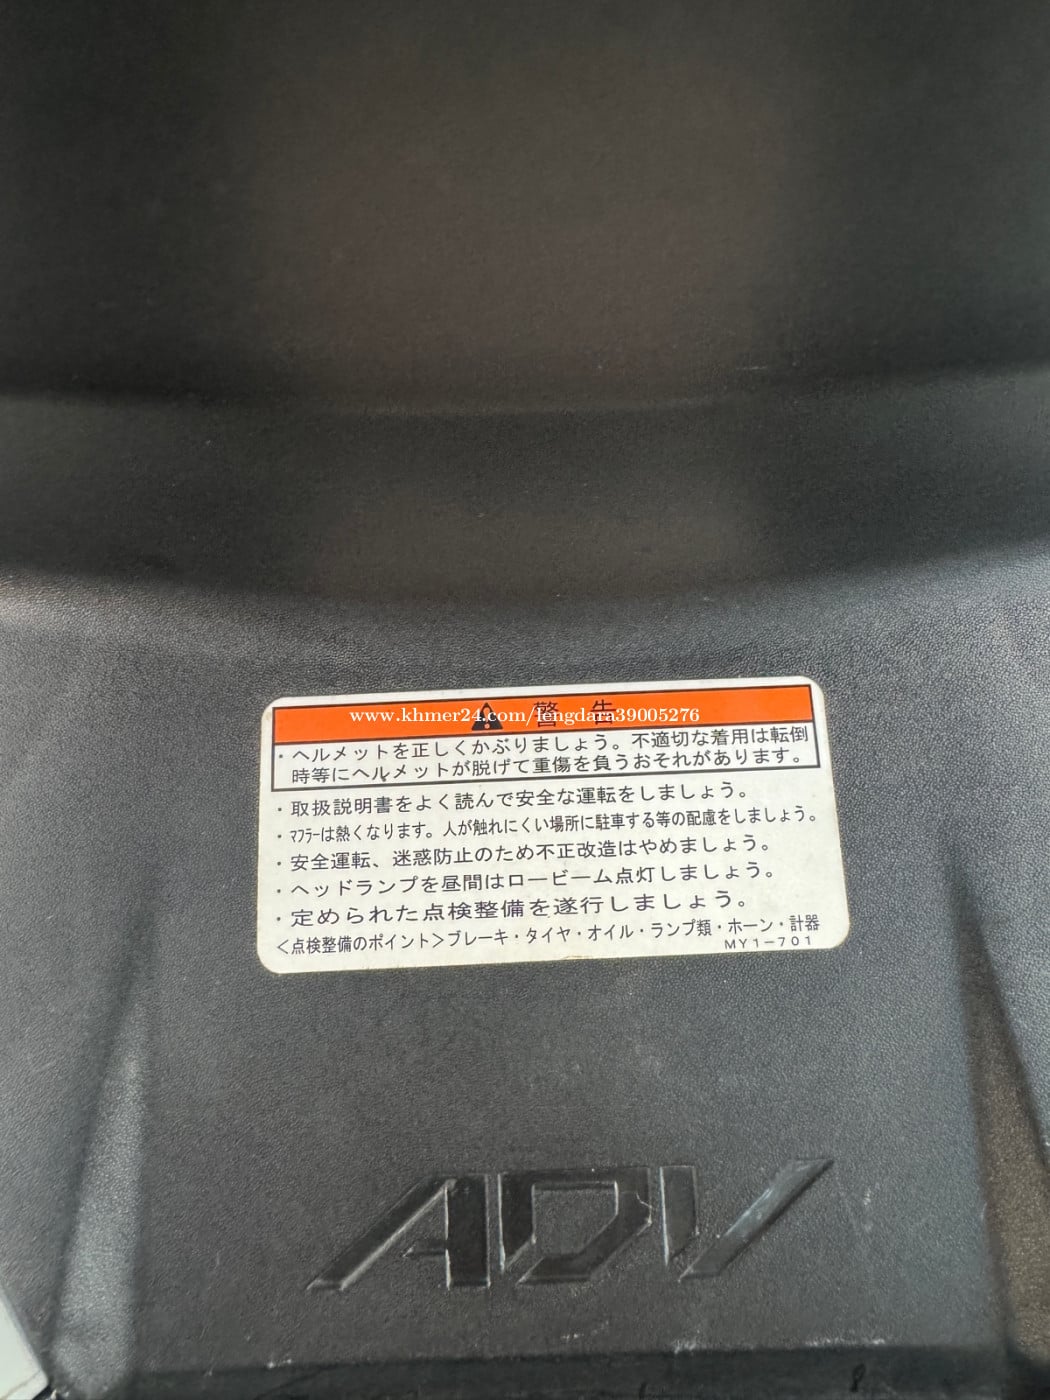 警告
www.khmer24.com/lengdara39005276
・ヘルメットを正しくかぶりましょう。不適切な着用は転倒
時等にヘルメットが脱げて重傷を負うおそれがあります。
・取扱説明書をよく読んで安全な運転をしましょう。
・ﾏﾌﾗｰは熱くなります。人が触れにくい場所に駐車する等の配慮をしましょう。
・安全運転、迷惑防止のため不正改造はやめましょう。
・ヘッドランプを昼間はロービーム点灯しましょう。
・定められた点検整備を遂行しましょう。
＜点検整備のポイント＞ブレーキ・タイヤ・オイル・ランプ類・ホーン・計器
MY1-701
ADV